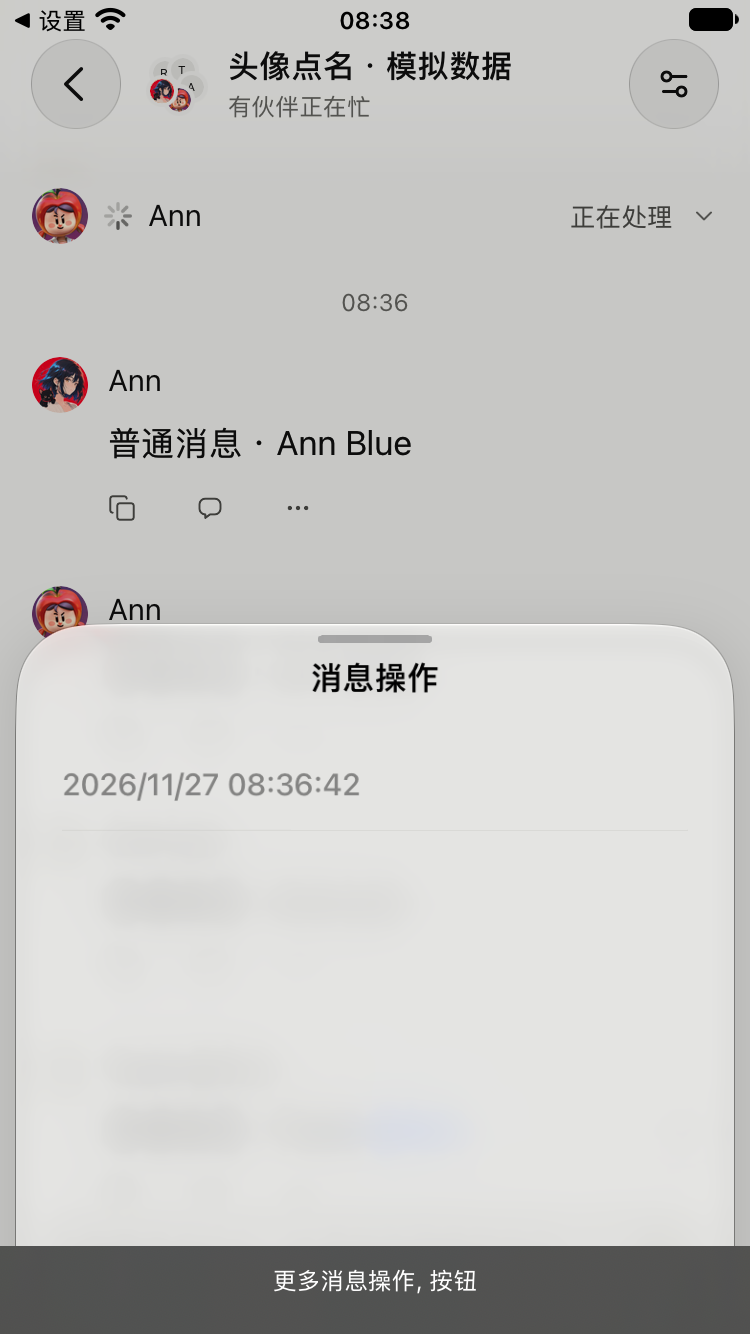 设置
08:38
R T A
头像点名 · 模拟数据
有伙伴正在忙
Ann 正在处理
08:36
Ann
普通消息 · Ann Blue
Ann
消息操作
2026/11/27 08:36:42
更多消息操作, 按钮